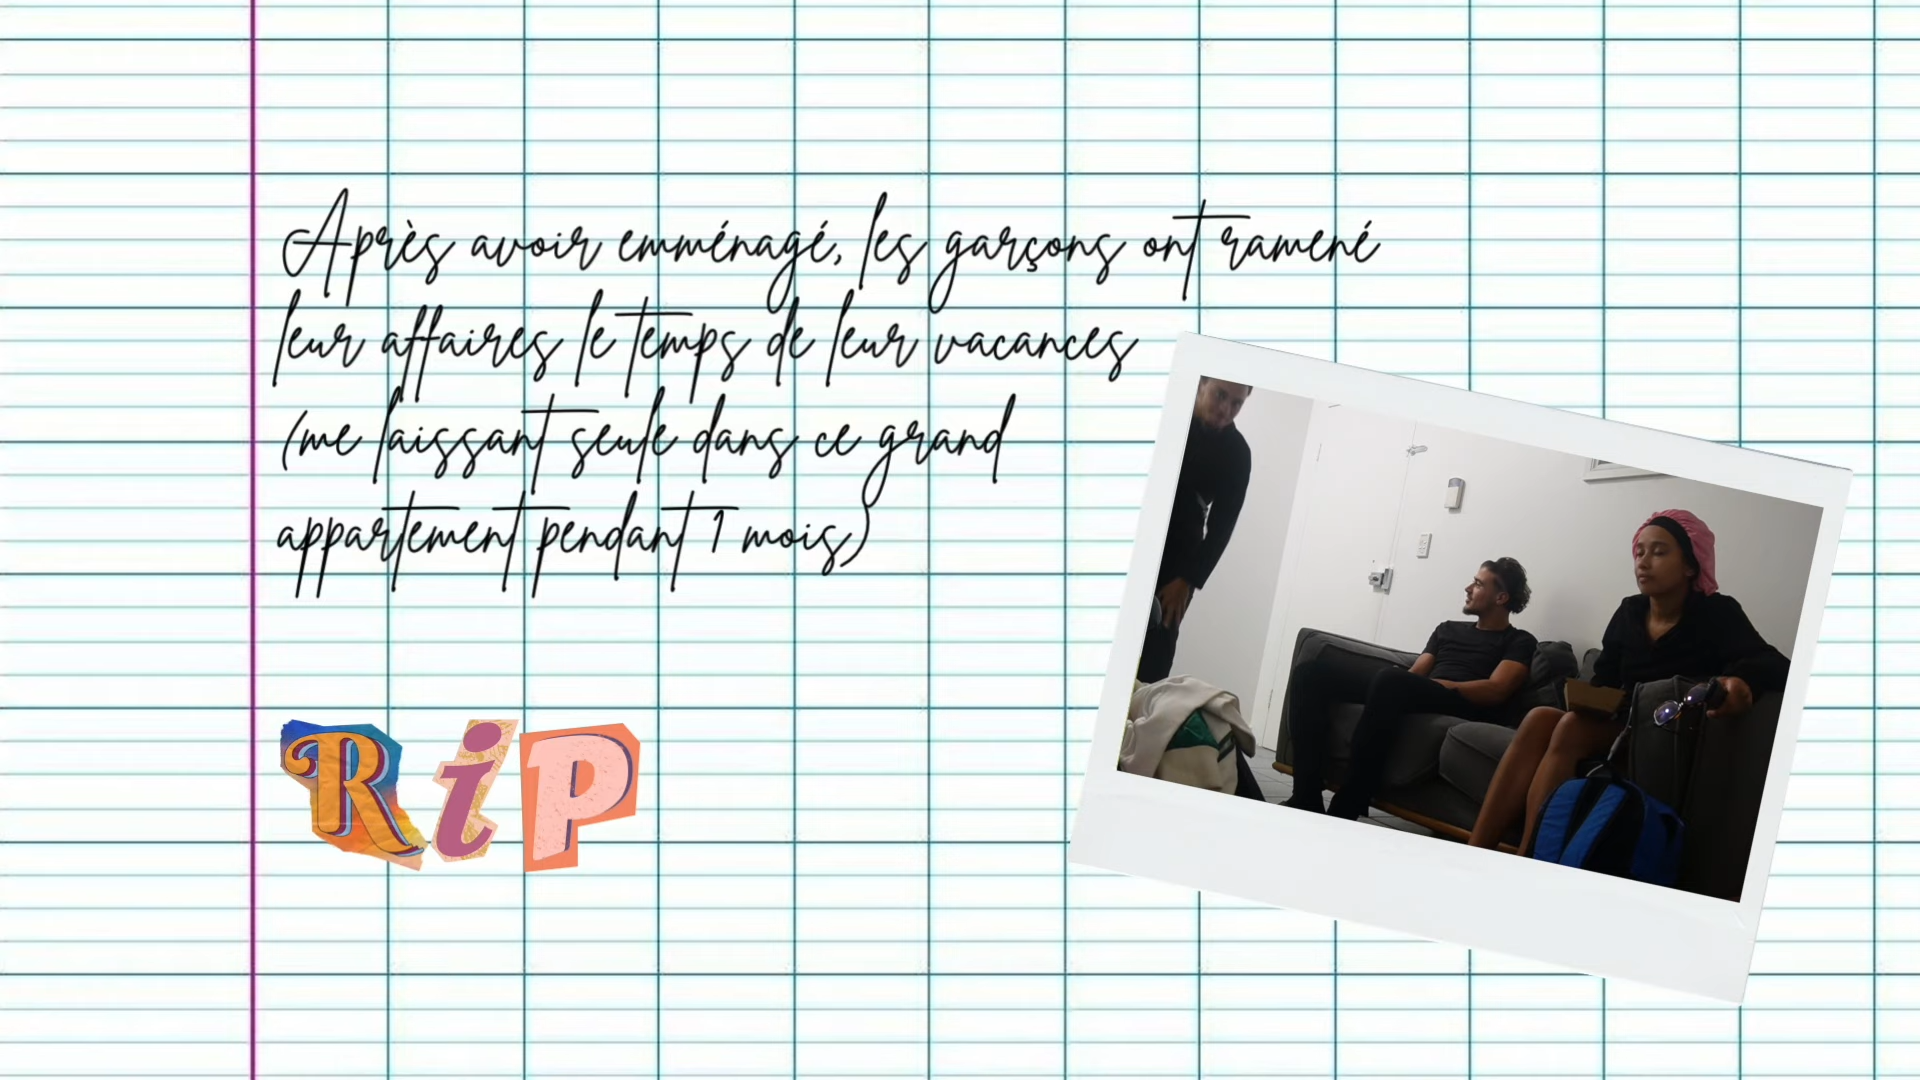 Après avoir emménagé, les garçons ont ramené
leur affaires le temps de leur vacances
(me laissant seule dans ce grand
appartement pendant 1 mois)
RiP